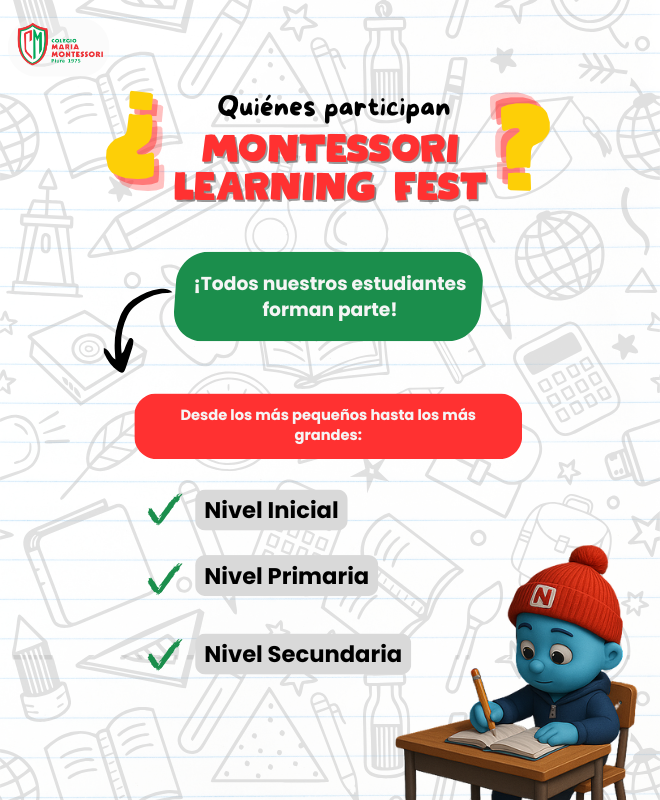 CM
COLEGIO
MARIA
MONTESSORI
Piura 1975
Quiénes participan
¿ MONTESSORI ?
LEARNING FEST
¡Todos nuestros estudiantes
forman parte!
Desde los más pequeños hasta los más
grandes:
Nivel Inicial
Nivel Primaria
Nivel Secundaria
N